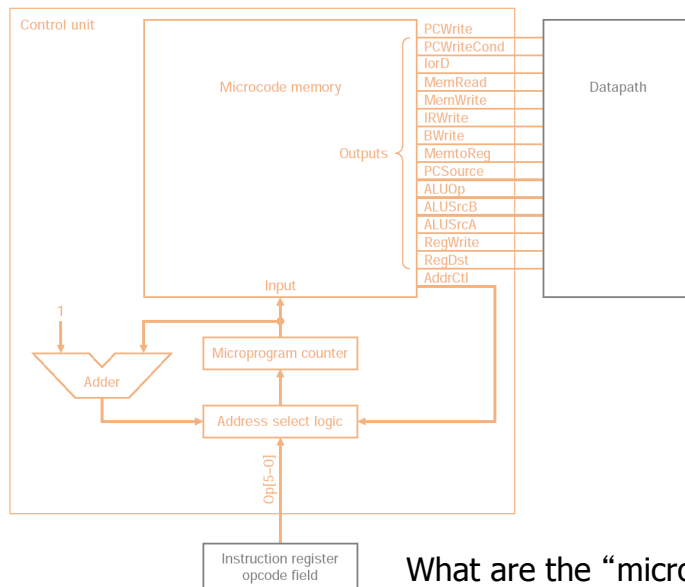 Control unit
Microcode memory
Outputs
Input
PCWrite
PCWriteCond
IorD
MemRead
MemWrite
IRWrite
BWrite
MemtoReg
PCSource
ALUOp
ALUSrcB
ALUSrcA
RegWrite
RegDst
AddrCtl
Datapath
1
Microprogram counter
Adder
Address select logic
Op[5–0]
Instruction register
opcode field
What are the “micro